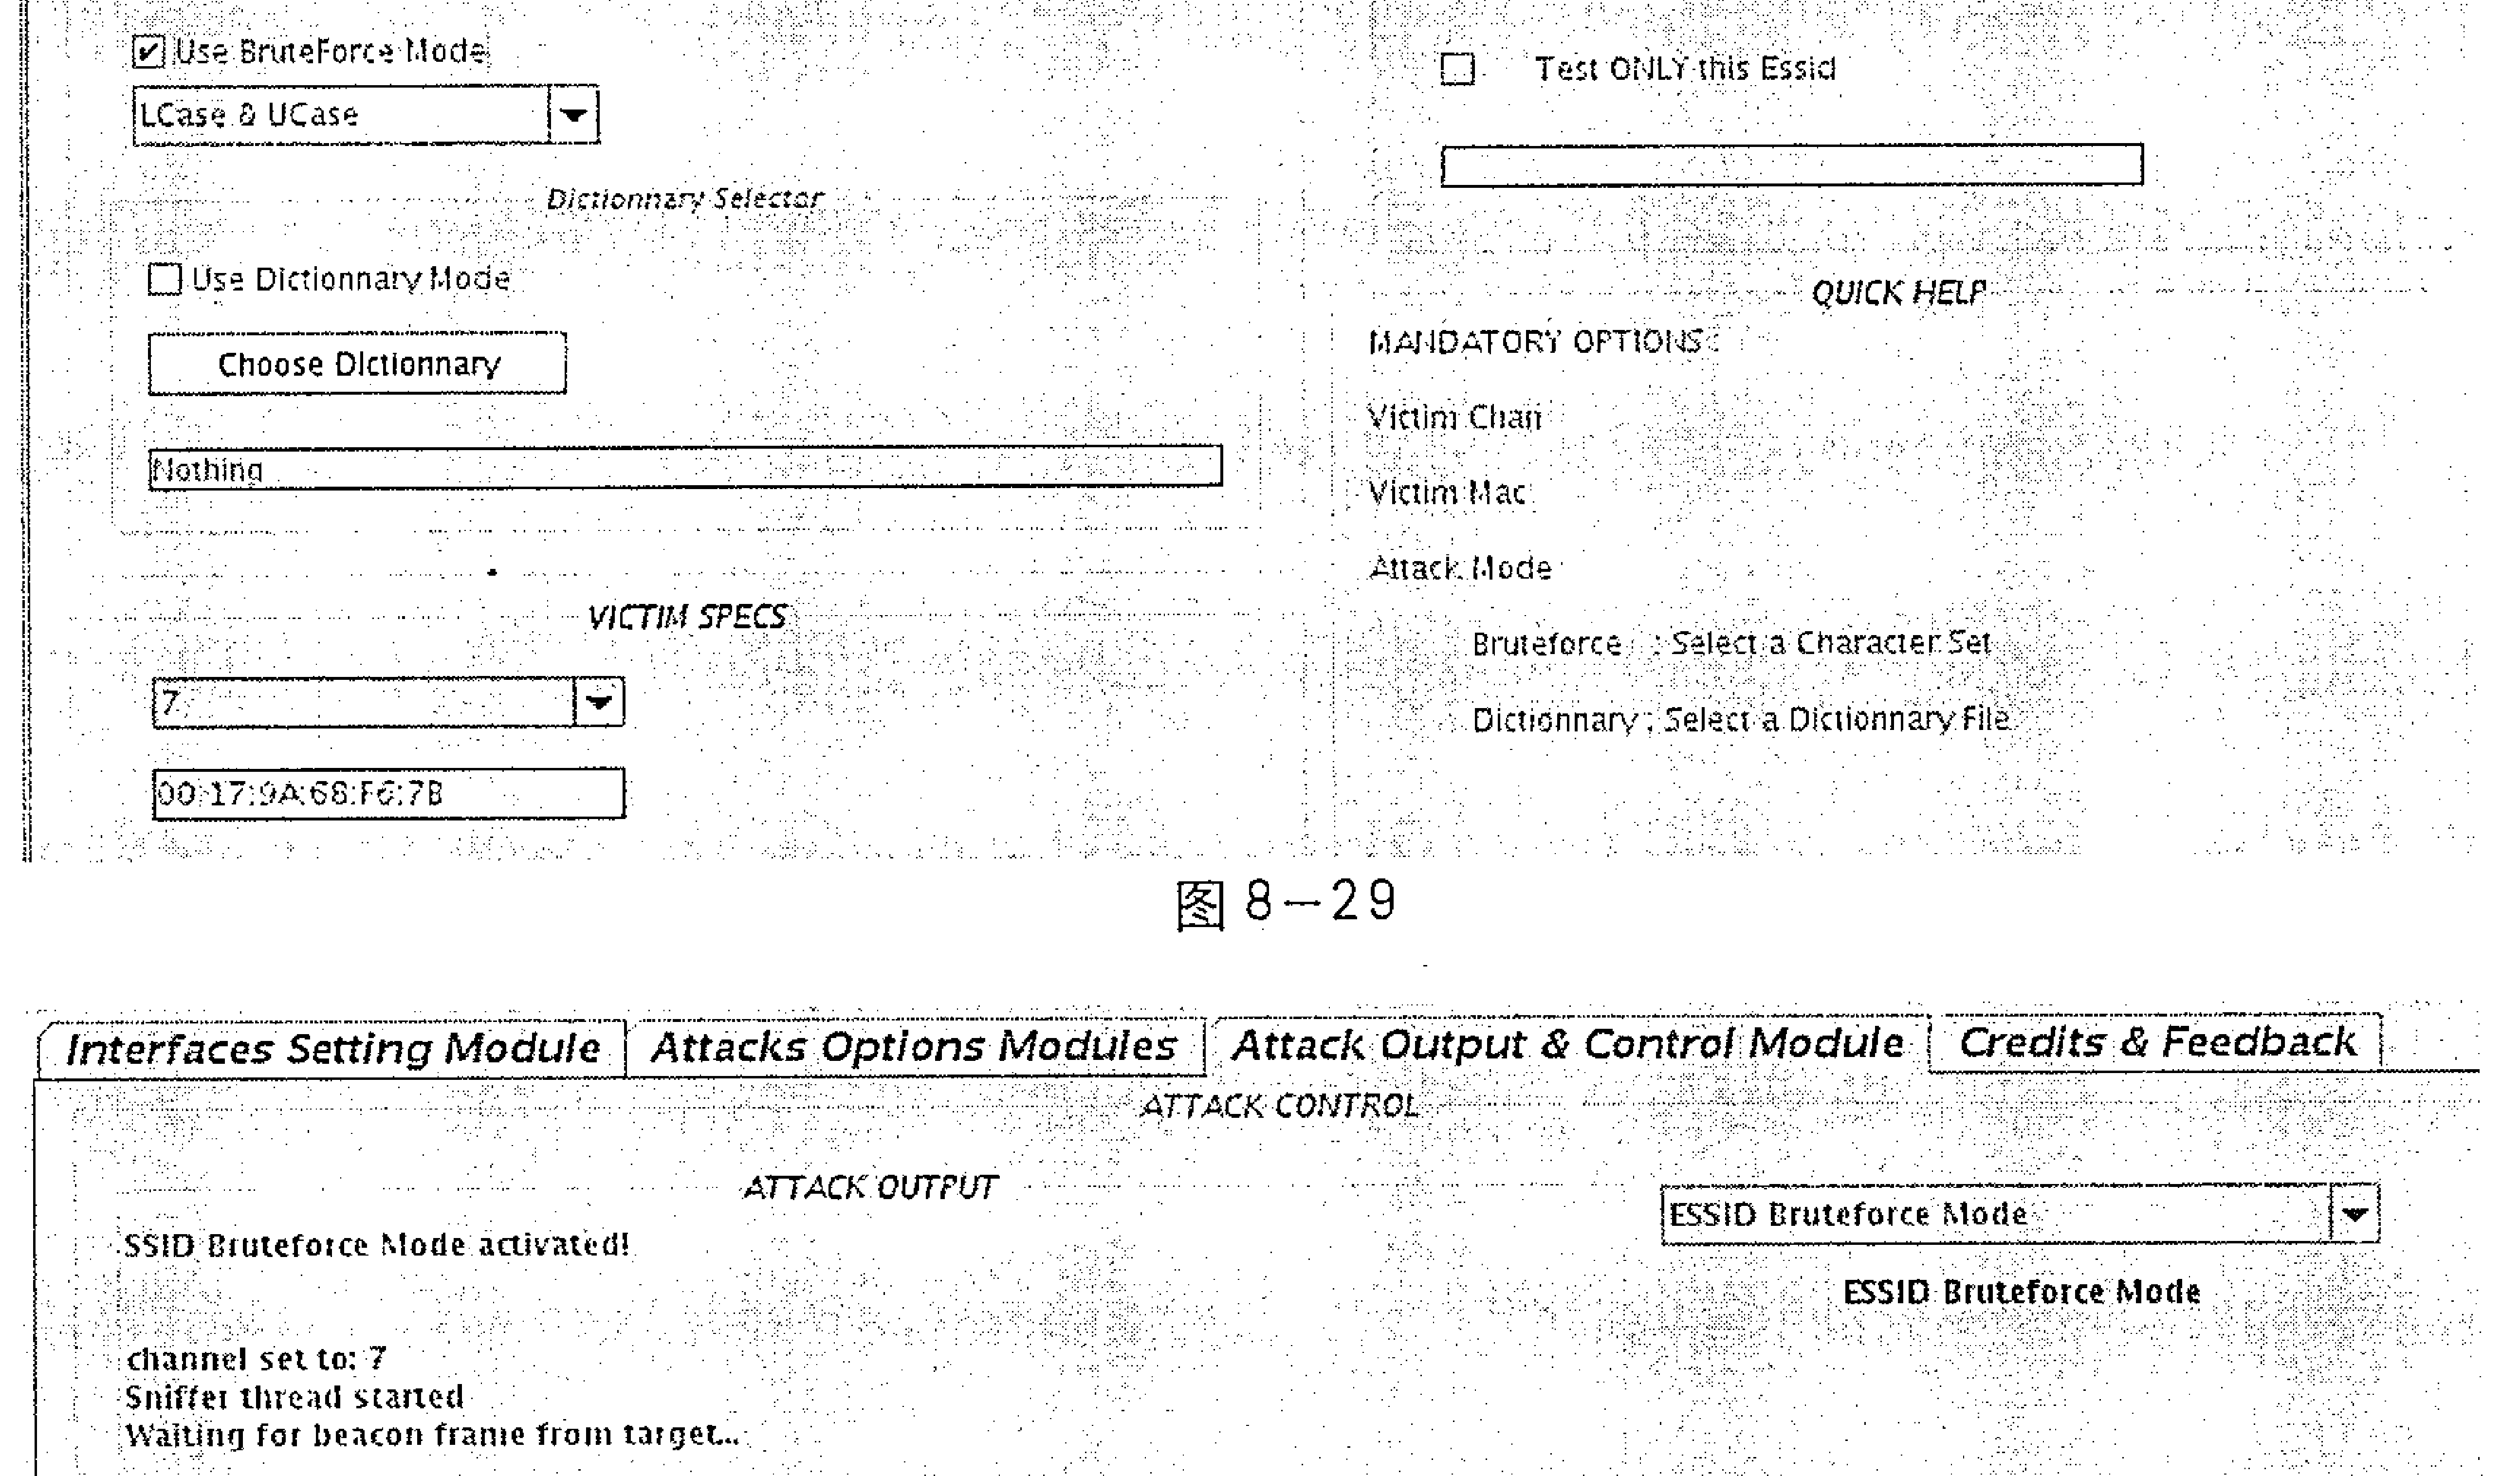 Use BruteForce Mode
LCase & UCase
Dictionnary Selector
Use Dictionnary Mode
Choose Dictionnary
Nothing
VICTIM SPECS
7
00:17:9A:68:F6:7B
Test ONLY this Essid
QUICK HELP
MANDATORY OPTIONS:
Victim Chan
Victim Mac
Attack Mode
Bruteforce : Select a Character Set
Dictionnary : Select a Dictionnary File
图 8-29
Interfaces Setting Module
Attacks Options Modules
Attack Output & Control Module
Credits & Feedback
ATTACK CONTROL
ATTACK OUTPUT
SSID Bruteforce Mode activated!
channel set to: 7
Sniffer thread started
Waiting for beacon frame from target...
ESSID Bruteforce Mode
ESSID Bruteforce Mode